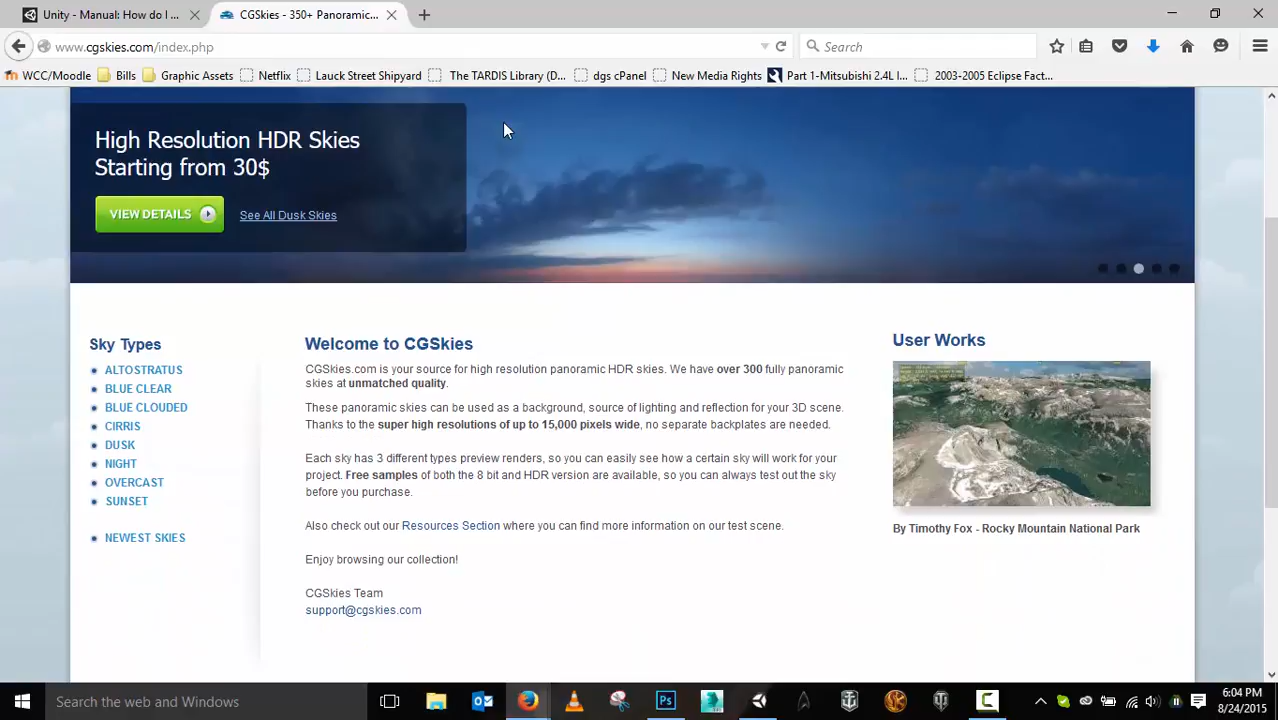 Unity - Manual: How do I ...
CGSkies - 350+ Panoramic...
www.cgskies.com/index.php
Search
WCC/Moodle Bills Graphic Assets Netflix Lauck Street Shipyard The TARDIS Library (D... dgs cPanel New Media Rights Part 1-Mitsubishi 2.4L I... 2003-2005 Eclipse Fact...
High Resolution HDR Skies
Starting from 30$
VIEW DETAILS
See All Dusk Skies
Sky Types
ALTOSTRATUS
BLUE CLEAR
BLUE CLOUDED
CIRRIS
DUSK
NIGHT
OVERCAST
SUNSET
NEWEST SKIES
Welcome to CGSkies
CGSkies.com is your source for high resolution panoramic HDR skies. We have over 300 fully panoramic
skies at unmatched quality.
These panoramic skies can be used as a background, source of lighting and reflection for your 3D scene.
Thanks to the super high resolutions of up to 15,000 pixels wide, no separate backplates are needed.
Each sky has 3 different types preview renders, so you can easily see how a certain sky will work for your
project. Free samples of both the 8 bit and HDR version are available, so you can always test out the sky
before you purchase.
Also check out our Resources Section where you can find more information on our test scene.
Enjoy browsing our collection!
CGSkies Team
support@cgskies.com
User Works
By Timothy Fox - Rocky Mountain National Park
Search the web and Windows
Ps
6:04 PM
8/24/2015